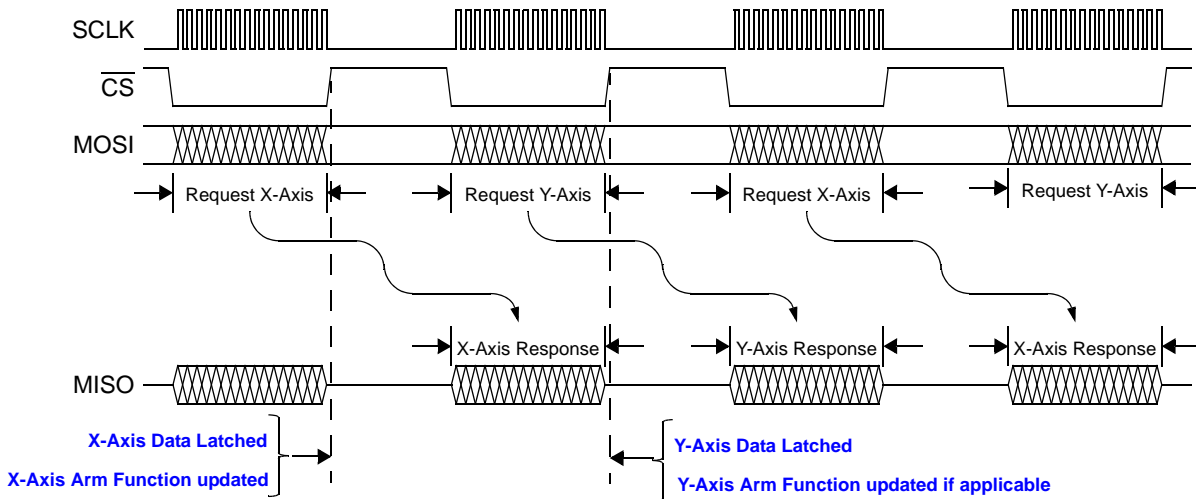 SCLK
CS
MOSI
Request X-Axis
Request Y-Axis
Request X-Axis
Request Y-Axis
X-Axis Response
Y-Axis Response
X-Axis Response
MISO
X-Axis Data Latched
X-Axis Arm Function updated
Y-Axis Data Latched
Y-Axis Arm Function updated if applicable